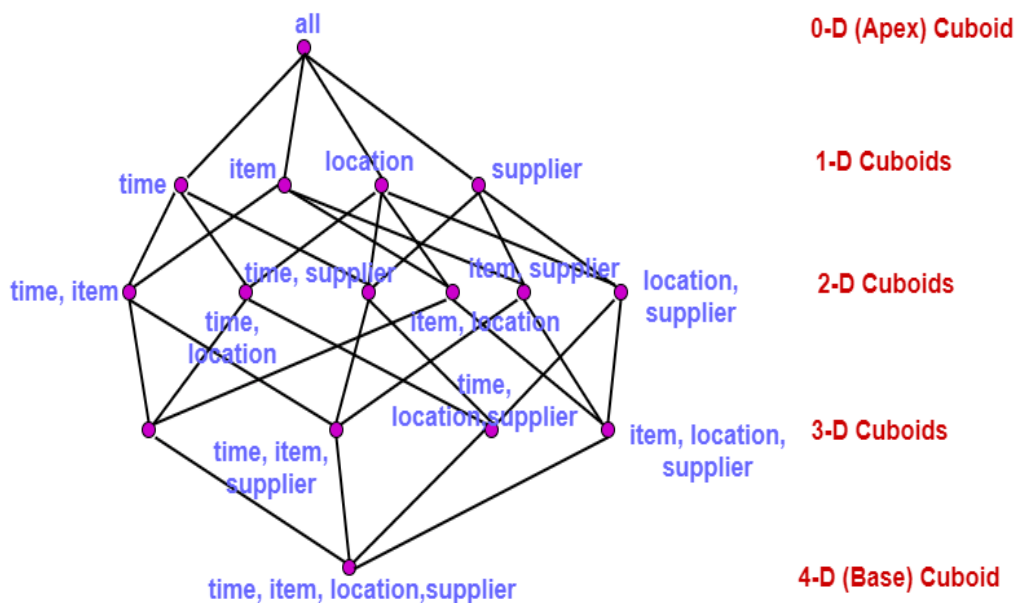 all
0-D (Apex) Cuboid
time
item
location
supplier
1-D Cuboids
time, item
time, supplier
item, supplier
location,
supplier
2-D Cuboids
time,
location
item, location
time,
location,supplier
time, item,
supplier
item, location,
supplier
3-D Cuboids
time, item, location,supplier
4-D (Base) Cuboid